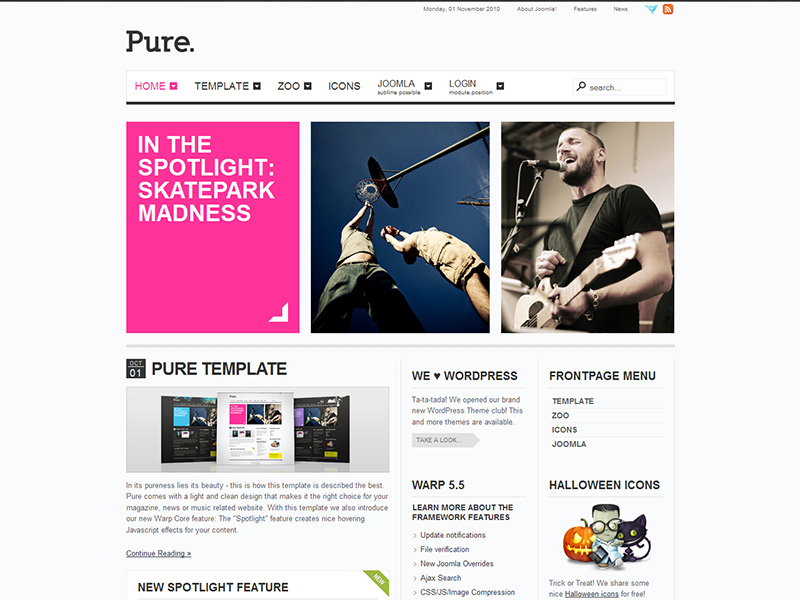 Monday, 01 November 2010 About Joomla! Features News
Pure.
HOME TEMPLATE ZOO ICONS JOOMLA LOGIN search...
subline possible module position
IN THE
SPOTLIGHT:
SKATEPARK
MADNESS
OCT
01
PURE TEMPLATE
In its pureness lies its beauty - this is how this template is described the best.
Pure comes with a light and clean design that makes it the right choice for your
magazine, news or music related website. With this template we also introduce
our new Warp Core feature: The "Spotlight" feature creates nice hovering
Javascript effects for your content.
Continue Reading »
NEW SPOTLIGHT FEATURE
NEW
WE ♥ WORDPRESS
Ta-ta-tada! We opened our brand
new WordPress Theme club! This
and more themes are available.
TAKE A LOOK...
WARP 5.5
LEARN MORE ABOUT THE
FRAMEWORK FEATURES
Update notifications
File verification
New Joomla Overrides
Ajax Search
CSS/JS/Image Compression
FRONTPAGE MENU
TEMPLATE
ZOO
ICONS
JOOMLA
HALLOWEEN ICONS
Trick or Treat! We share some
nice Halloween icons for free!